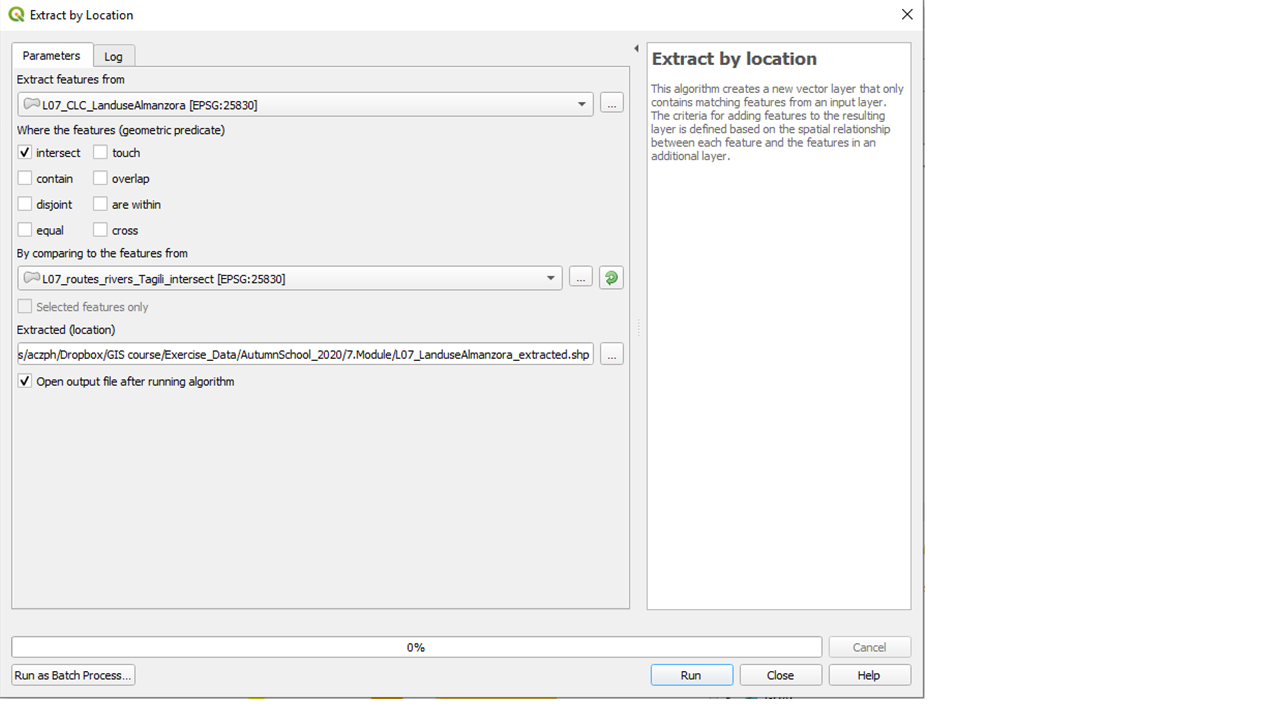 Extract by Location
Parameters
Log
Extract features from
L07_CLC_LanduseAlmanzora [EPSG:25830]
...
Where the features (geometric predicate)
intersect
touch
contain
overlap
disjoint
are within
equal
cross
By comparing to the features from
L07_routes_rivers_Tagili_intersect [EPSG:25830]
...
Selected features only
Extracted (location)
s/aczph/Dropbox/GIS course/Exercise_Data/AutumnSchool_2020/7.Module/L07_LanduseAlmanzora_extracted.shp
...
Open output file after running algorithm
Extract by location
This algorithm creates a new vector layer that only
contains matching features from an input layer.
The criteria for adding features to the resulting
layer is defined based on the spatial relationship
between each feature and the features in an
additional layer.
0%
Cancel
Run as Batch Process...
Run
Close
Help